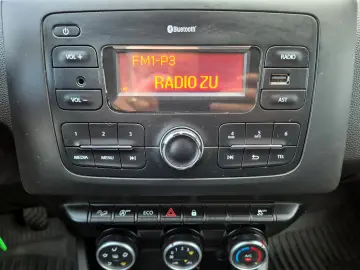 Bluetooth
VOL +
FM1-P3
RADIO ZU
RADIO
VOL −
AST
1 2 3
4 5 6
MEDIA MENU
TEL
ECO
A/C